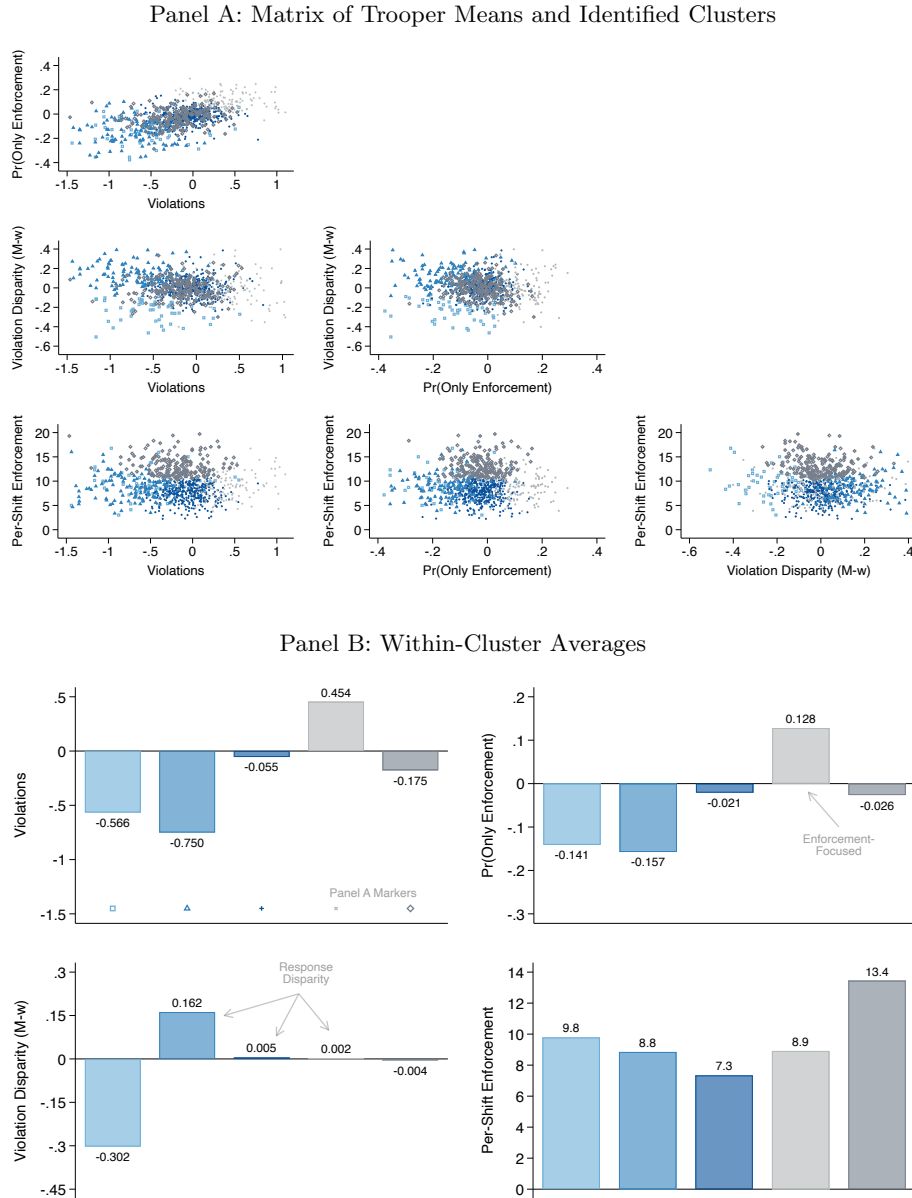 Panel A: Matrix of Trooper Means and Identified Clusters
Pr(Only Enforcement)
.4
.2
0
-.2
-.4
-1.5 -1 -.5 0 .5 1
Violations
Violation Disparity (M-w)
.4
.2
0
-.2
-.4
-.6
-1.5 -1 -.5 0 .5 1
Violations
Violation Disparity (M-w)
.4
.2
0
-.2
-.4
-.6
-.4 -.2 0 .2 .4
Pr(Only Enforcement)
Per-Shift Enforcement
20
15
10
5
0
-1.5 -1 -.5 0 .5 1
Violations
Per-Shift Enforcement
20
15
10
5
0
-.4 -.2 0 .2 .4
Pr(Only Enforcement)
Per-Shift Enforcement
20
15
10
5
0
-.6 -.4 -.2 0 .2 .4
Violation Disparity (M-w)
Panel B: Within-Cluster Averages
Violations
.5
0
-.5
-1
-1.5
-0.566
-0.750
-0.055
0.454
-0.175
Panel A Markers
Pr(Only Enforcement)
.2
.1
0
-.1
-.2
-.3
-0.141
-0.157
-0.021
0.128
-0.026
Enforcement-
Focused
Violation Disparity (M-w)
.3
.15
0
-.15
-.3
-.45
-0.302
0.162
0.005
0.002
-0.004
Response
Disparity
Per-Shift Enforcement
14
12
10
8
6
4
2
0
9.8
8.8
7.3
8.9
13.4